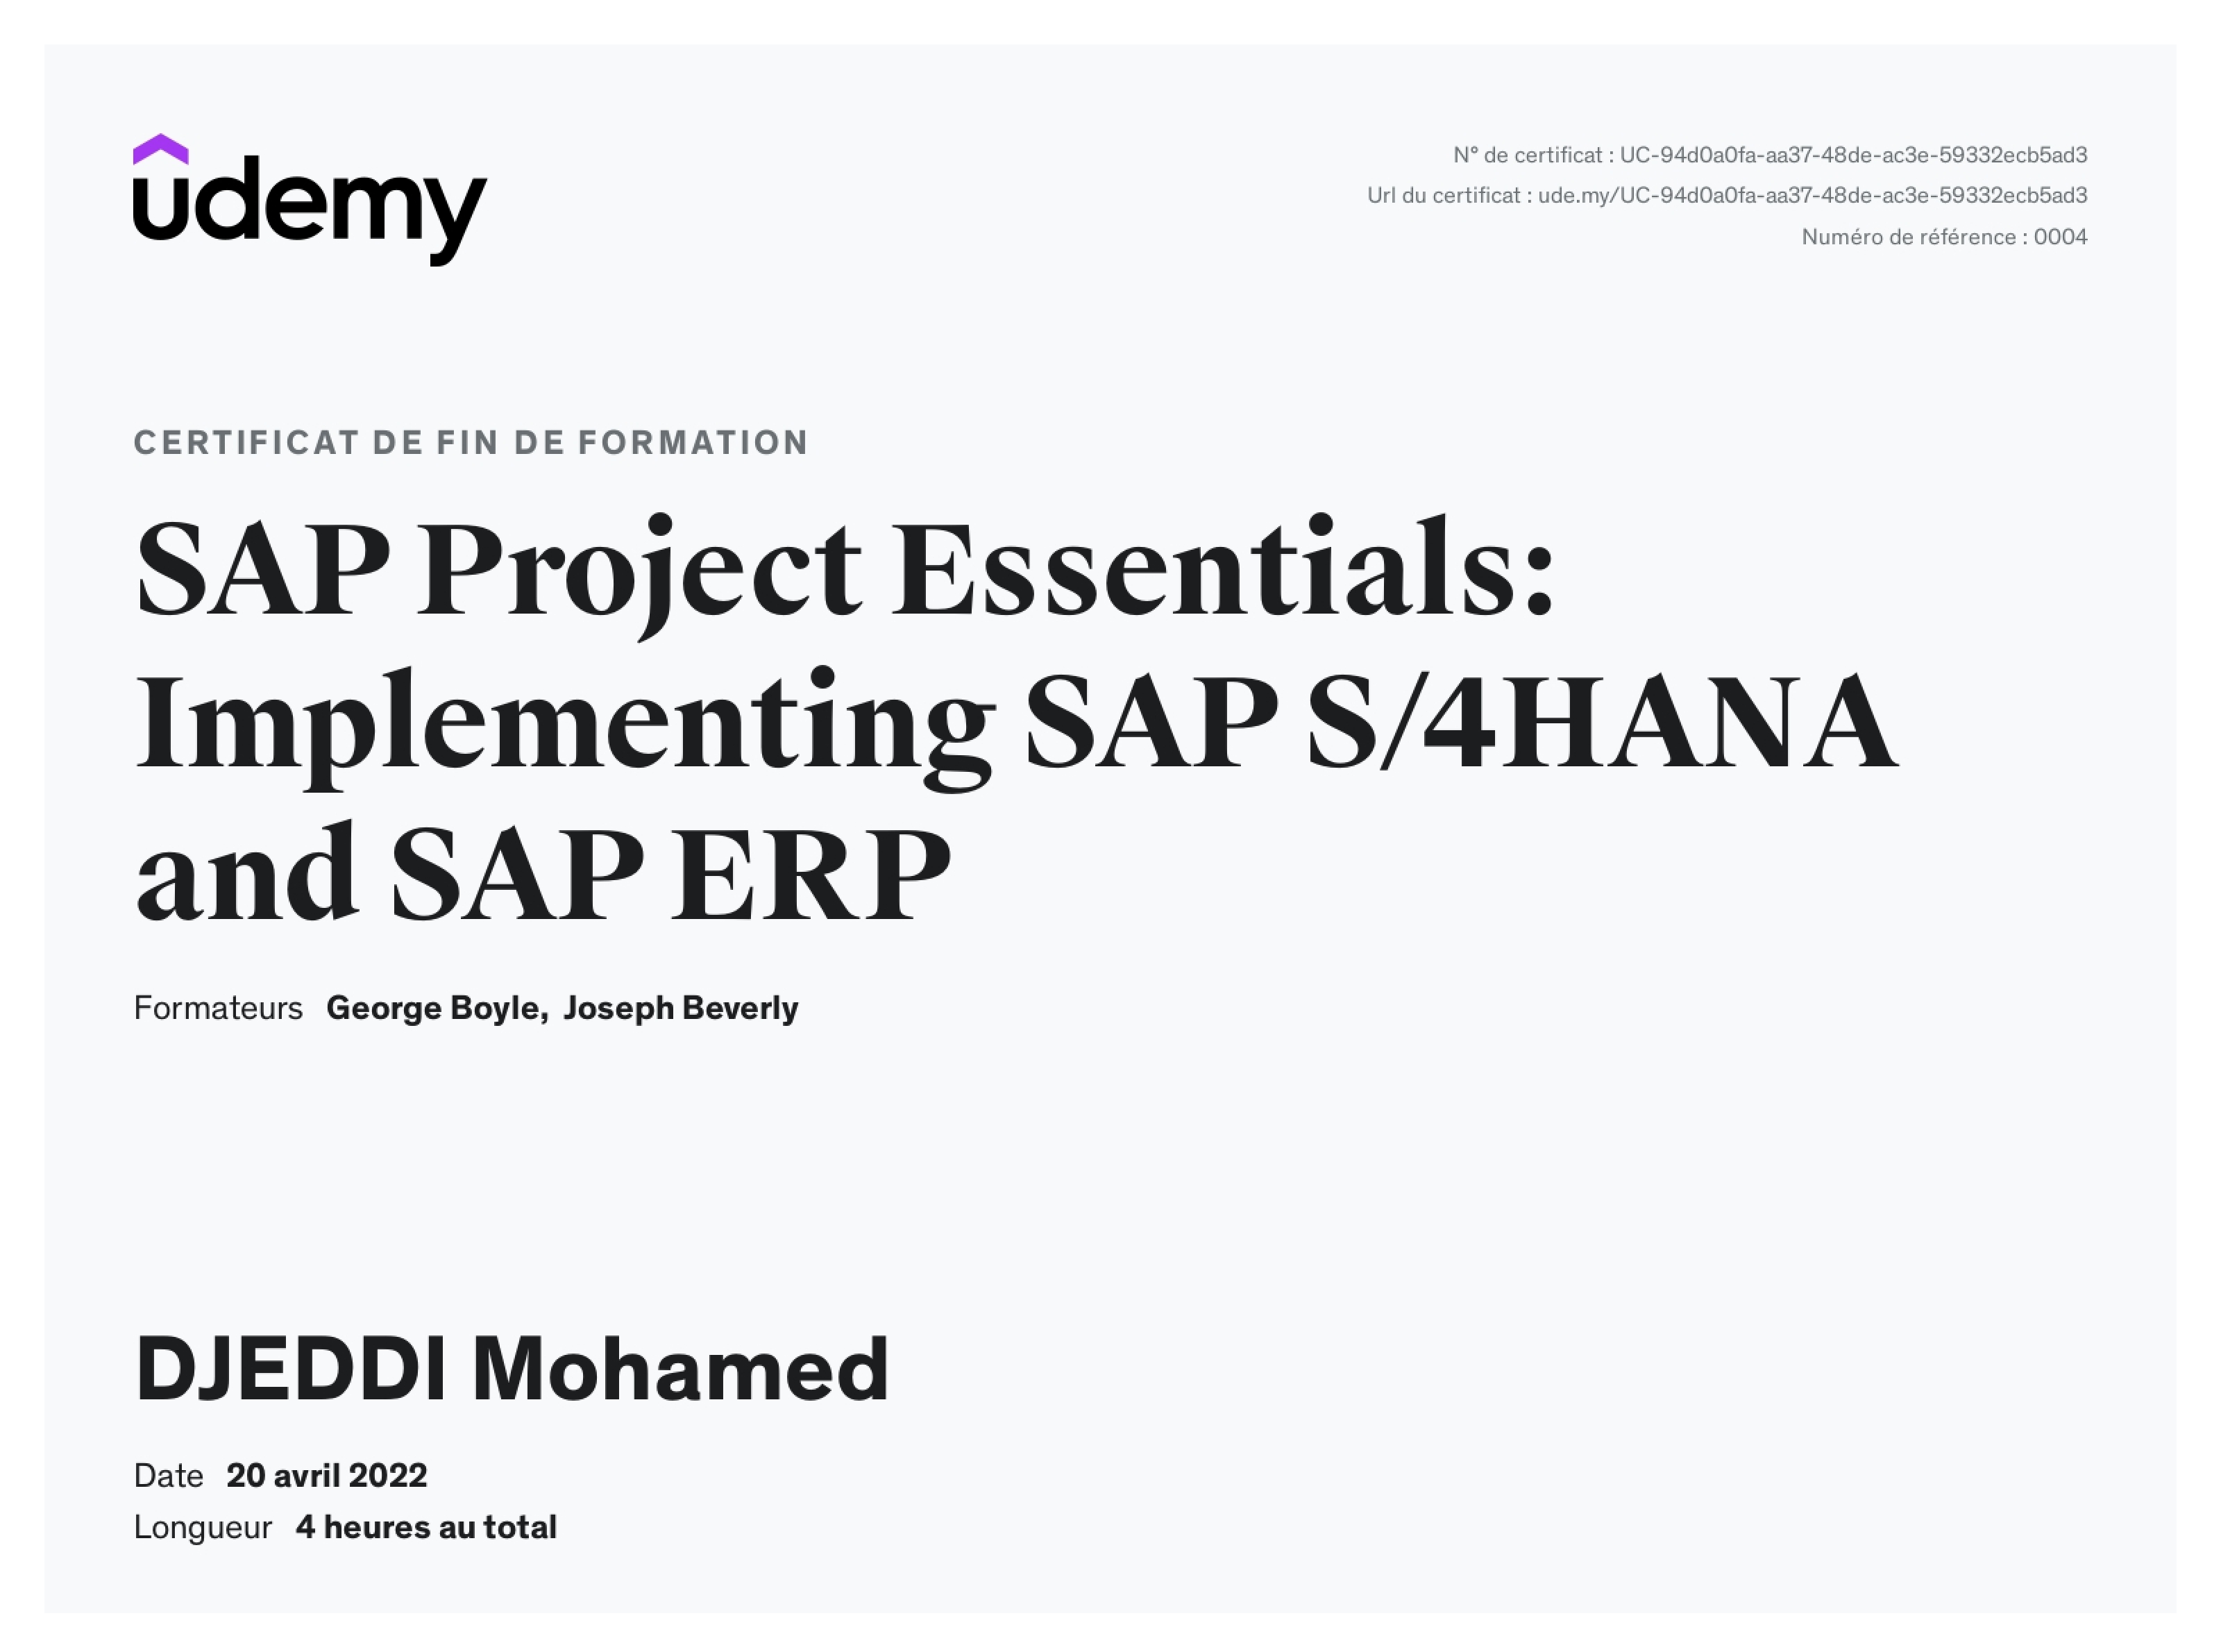 udemy
N° de certificat : UC-94d0a0fa-aa37-48de-ac3e-59332ecb5ad3
Url du certificat : ude.my/UC-94d0a0fa-aa37-48de-ac3e-59332ecb5ad3
Numéro de référence : 0004
CERTIFICAT DE FIN DE FORMATION
SAP Project Essentials:
Implementing SAP S/4HANA
and SAP ERP
Formateurs George Boyle, Joseph Beverly
DJEDDI Mohamed
Date 20 avril 2022
Longueur 4 heures au total